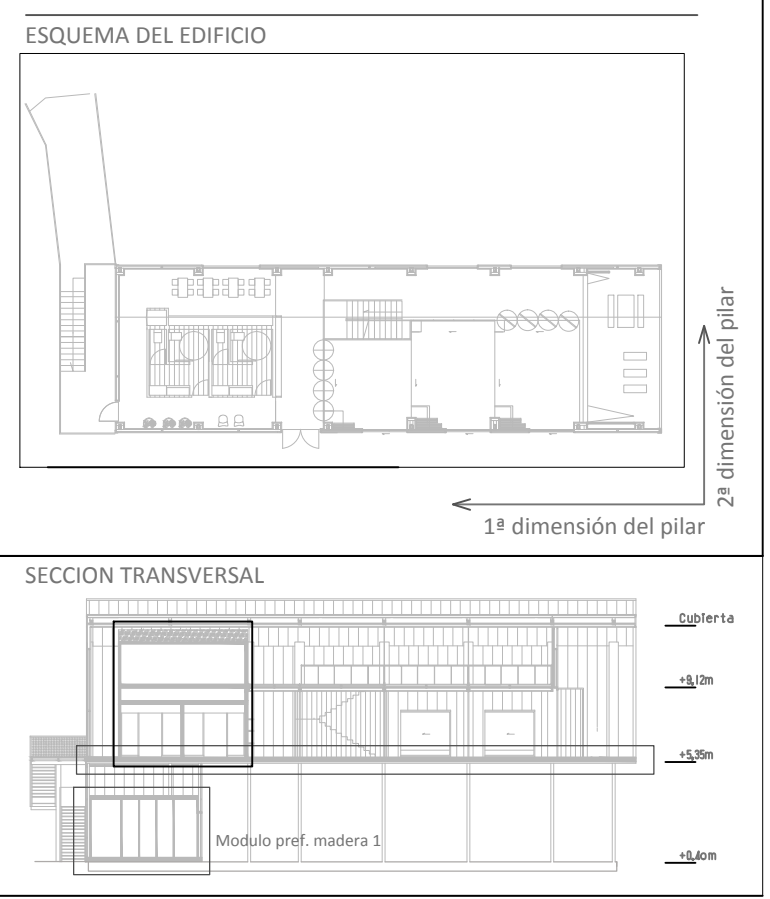 ESQUEMA DEL EDIFICIO
2ª dimensión del pilar
1ª dimensión del pilar
SECCION TRANSVERSAL
Cubierta
+9,12m
+5,35m
Modulo pref. madera 1
+0,40m